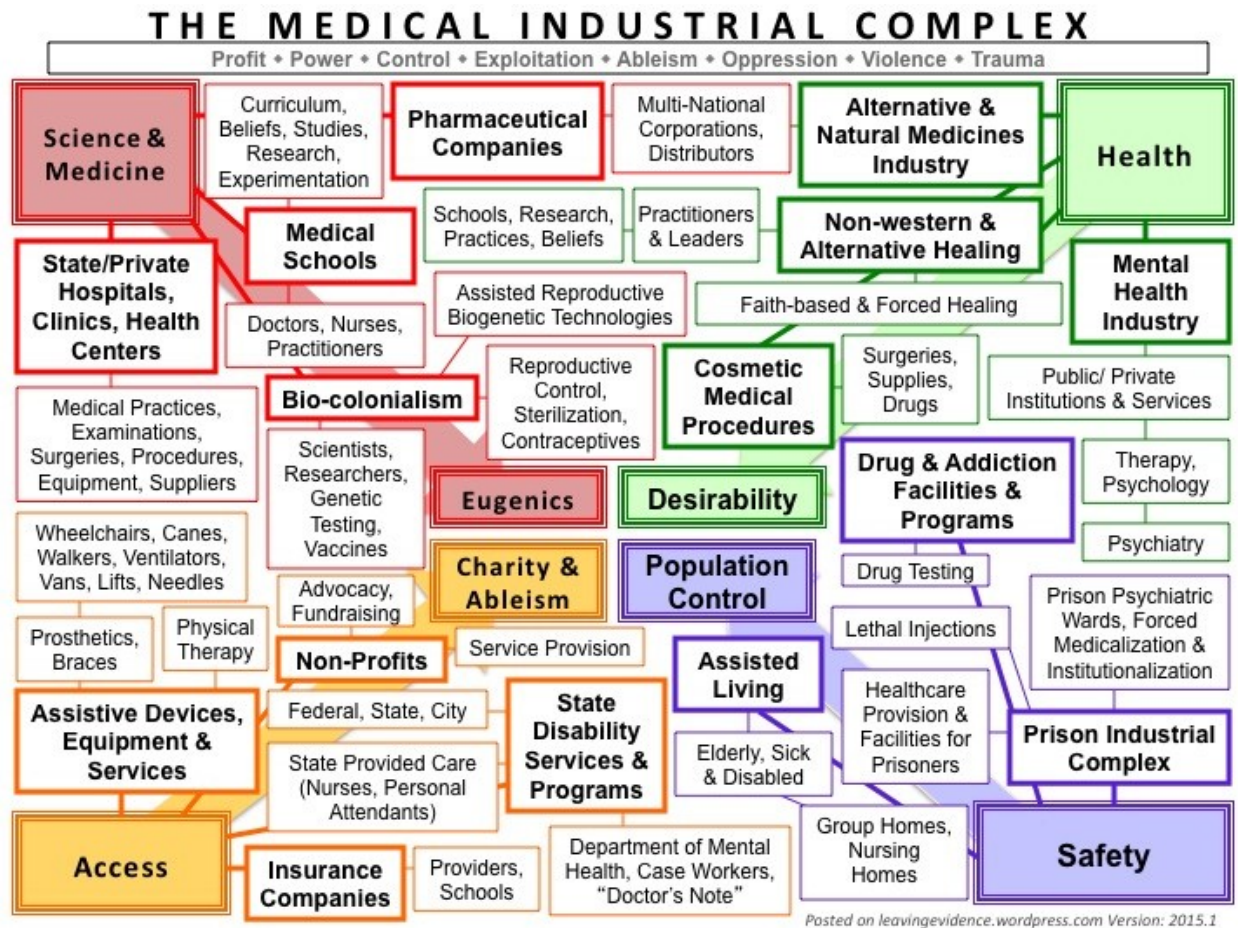 THE MEDICAL INDUSTRIAL COMPLEX
Profit ◆ Power ◆ Control ◆ Exploitation ◆ Ableism ◆ Oppression ◆ Violence ◆ Trauma
Science &
Medicine
Curriculum,
Beliefs, Studies,
Research,
Experimentation
Pharmaceutical
Companies
Multi-National
Corporations,
Distributors
Alternative &
Natural Medicines
Industry
Health
Medical
Schools
Schools, Research,
Practices, Beliefs
Practitioners
& Leaders
Non-western &
Alternative Healing
State/Private
Hospitals,
Clinics, Health
Centers
Mental
Health
Industry
Doctors, Nurses,
Practitioners
Assisted Reproductive
Biogenetic Technologies
Faith-based & Forced Healing
Bio-colonialism
Reproductive
Control,
Sterilization,
Contraceptives
Cosmetic
Medical
Procedures
Surgeries,
Supplies,
Drugs
Public/ Private
Institutions & Services
Medical Practices,
Examinations,
Surgeries, Procedures,
Equipment, Suppliers
Scientists,
Researchers,
Genetic
Testing,
Vaccines
Eugenics
Desirability
Drug & Addiction
Facilities &
Programs
Therapy,
Psychology
Psychiatry
Wheelchairs, Canes,
Walkers, Ventilators,
Vans, Lifts, Needles
Charity &
Ableism
Population
Control
Drug Testing
Advocacy,
Fundraising
Prosthetics,
Braces
Physical
Therapy
Non-Profits
Service Provision
Assisted
Living
Lethal Injections
Prison Psychiatric
Wards, Forced
Medicalization &
Institutionalization
Assistive Devices,
Equipment &
Services
Federal, State, City
State
Disability
Services &
Programs
Healthcare
Provision &
Facilities for
Prisoners
Prison Industrial
Complex
State Provided Care
(Nurses, Personal
Attendants)
Elderly, Sick
& Disabled
Access
Insurance
Companies
Providers,
Schools
Department of Mental
Health, Case Workers,
“Doctor’s Note”
Group Homes,
Nursing
Homes
Safety
Posted on leavingevidence.wordpress.com Version: 2015.1